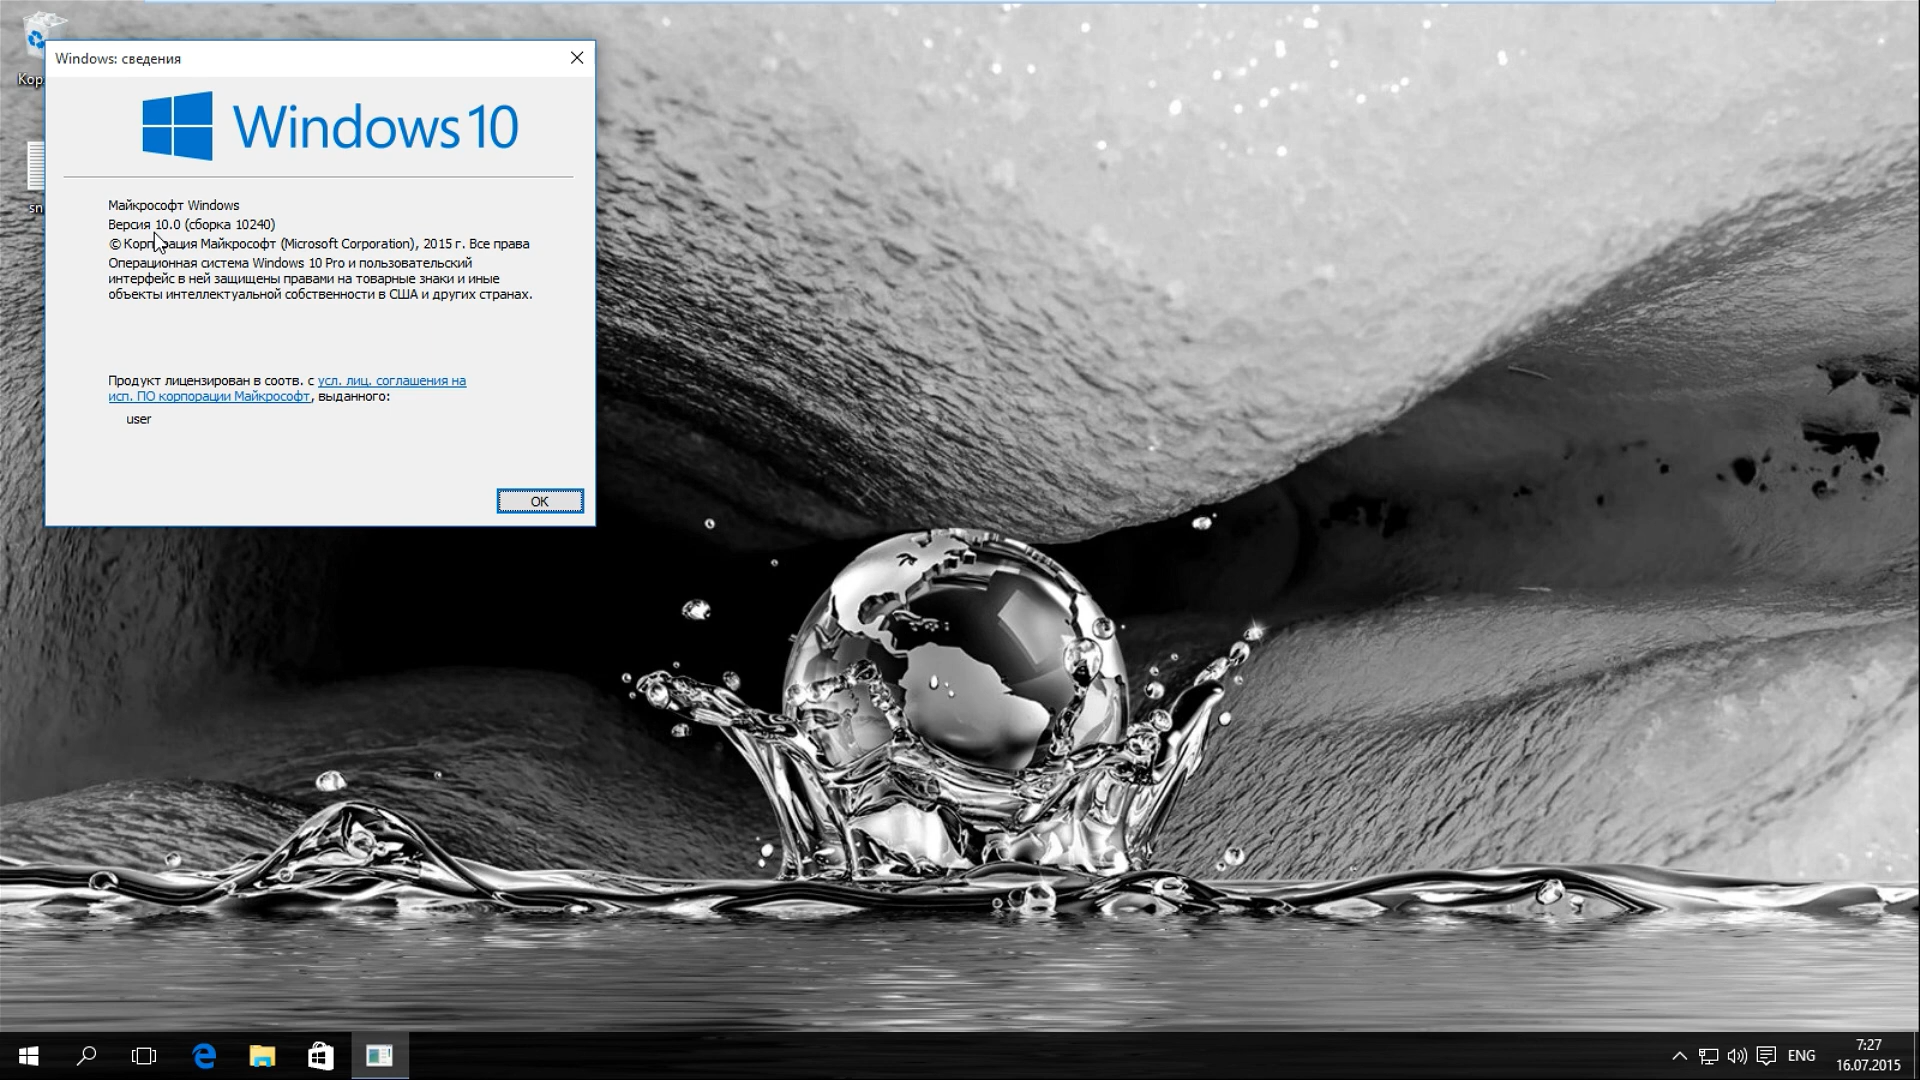 Windows: сведения
Windows 10
Майкрософт Windows
Версия 10.0 (сборка 10240)
© Корпорация Майкрософт (Microsoft Corporation), 2015 г. Все права
Операционная система Windows 10 Pro и пользовательский
интерфейс в ней защищены правами на товарные знаки и иные
объекты интеллектуальной собственности в США и других странах.
Продукт лицензирован в соотв. с усл. лиц. соглашения на
исп. ПО корпорации Майкрософт, выданного:
user
OK
Кор
sn
ENG
7:27
16.07.2015